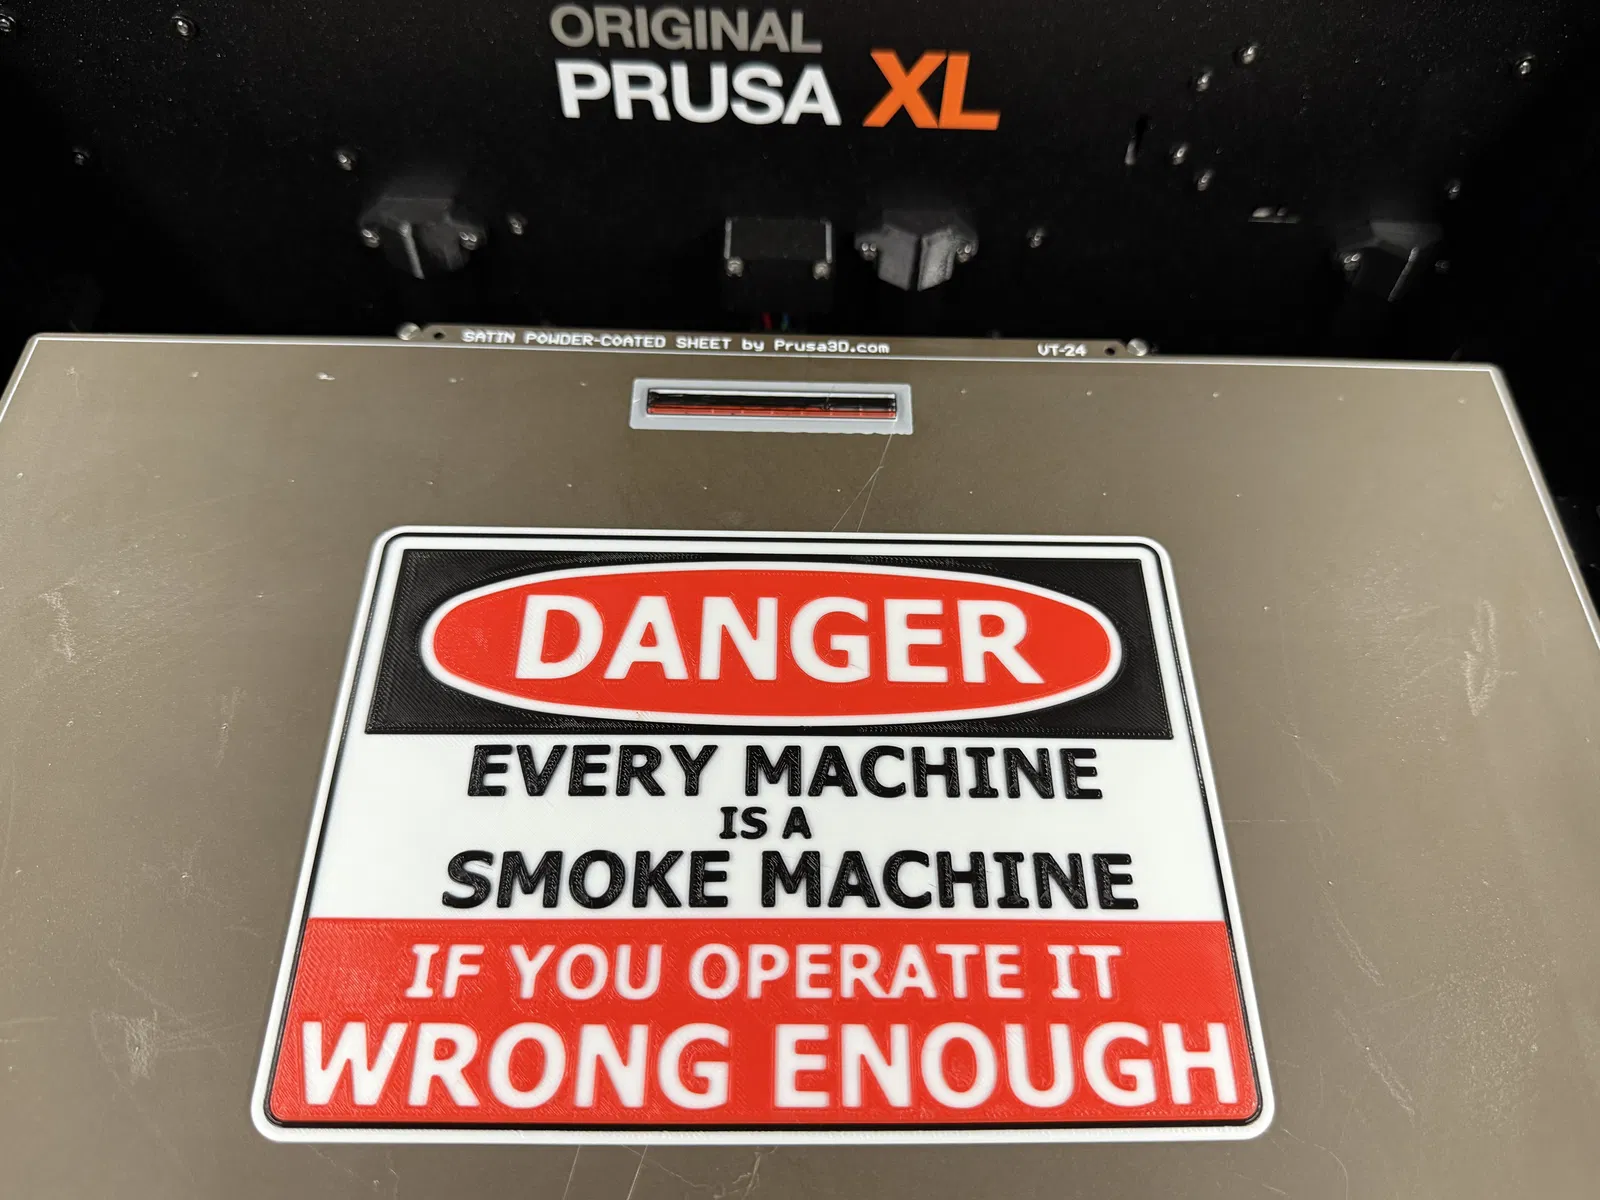 ORIGINAL
PRUSA XL
SATIN POWDER-COATED SHEET by Prusa3D.com VT-24
DANGER
EVERY MACHINE
IS A
SMOKE MACHINE
IF YOU OPERATE IT
WRONG ENOUGH